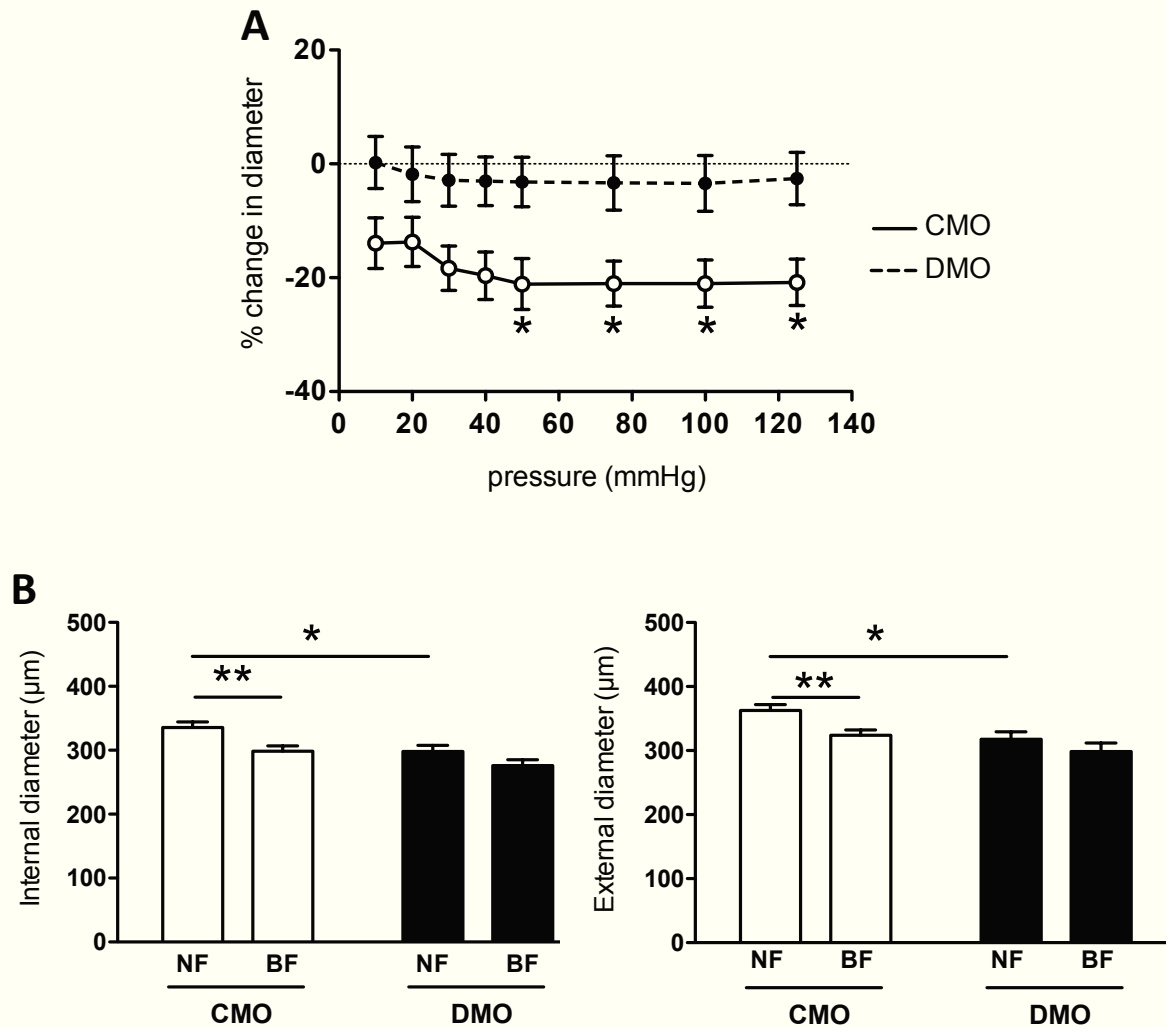 A
% change in diameter
20
0
-20
-40
0 20 40 60 80 100 120 140
pressure (mmHg)
* * * *
CMO
DMO
B
Internal diameter (µm)
500
400
300
200
100
0
*
**
NF BF NF BF
CMO DMO
External diameter (µm)
500
400
300
200
100
0
*
**
NF BF NF BF
CMO DMO